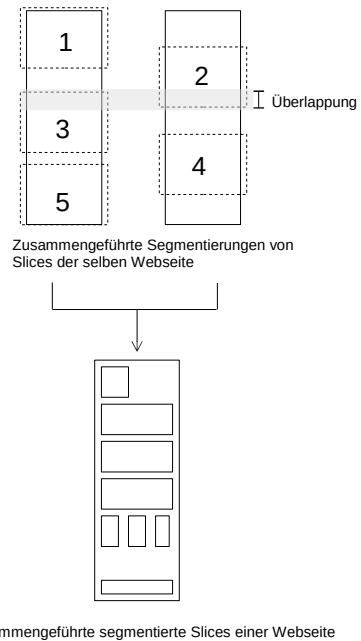 1
2
Überlappung
3
4
5
Zusammengeführte Segmentierungen von
Slices der selben Webseite
mmengeführte segmentierte Slices einer Webseite